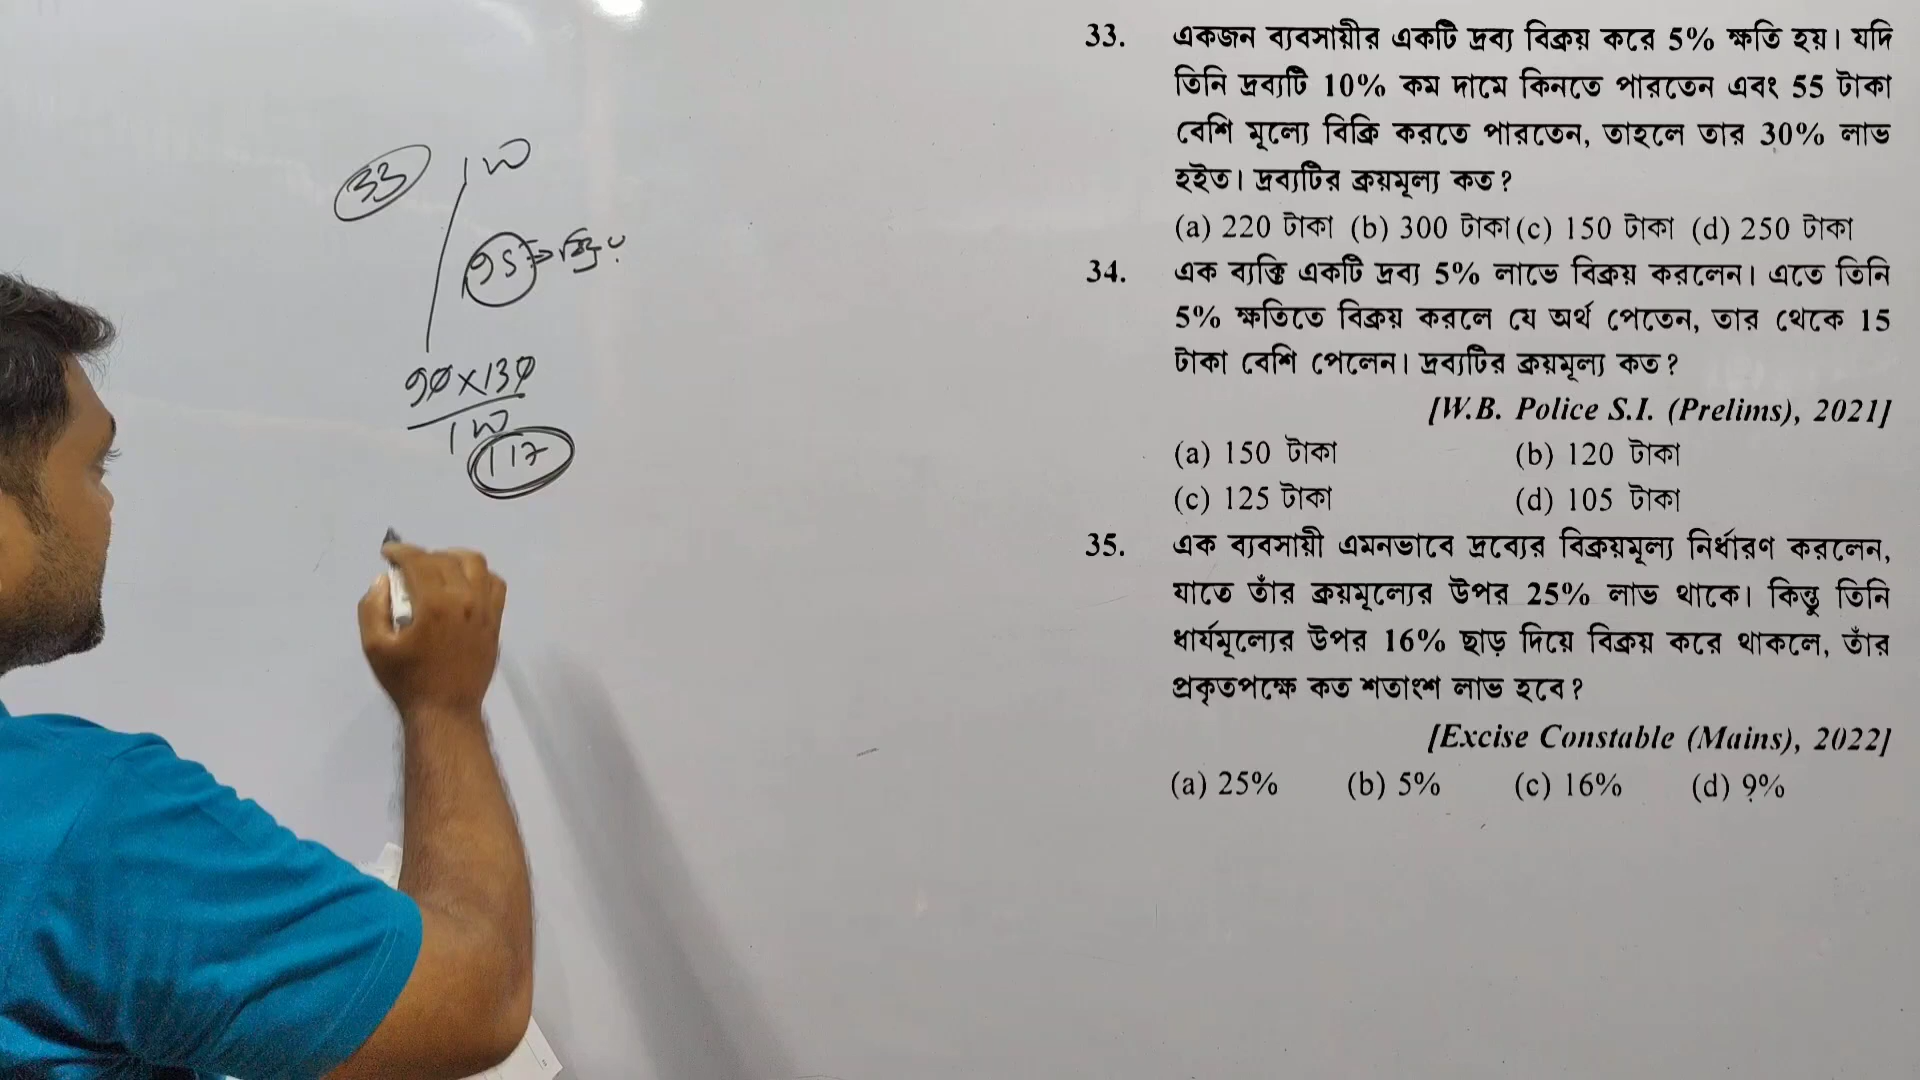 33
100
95 ⇒ বিক্রি
90 × 130
100
117
33. একজন ব্যবসায়ীর একটি দ্রব্য বিক্রয় করে 5% ক্ষতি হয়। যদি
তিনি দ্রব্যটি 10% কম দামে কিনতে পারতেন এবং 55 টাকা
বেশি মূল্যে বিক্রি করতে পারতেন, তাহলে তার 30% লাভ
হইত। দ্রব্যটির ক্রয়মূল্য কত?
(a) 220 টাকা (b) 300 টাকা (c) 150 টাকা (d) 250 টাকা
34. এক ব্যক্তি একটি দ্রব্য 5% লাভে বিক্রয় করলেন। এতে তিনি
5% ক্ষতিতে বিক্রয় করলে যে অর্থ পেতেন, তার থেকে 15
টাকা বেশি পেলেন। দ্রব্যটির ক্রয়মূল্য কত?
[W.B. Police S.I. (Prelims), 2021]
(a) 150 টাকা (b) 120 টাকা
(c) 125 টাকা (d) 105 টাকা
35. এক ব্যবসায়ী এমনভাবে দ্রব্যের বিক্রয়মূল্য নির্ধারণ করলেন,
যাতে তাঁর ক্রয়মূল্যের উপর 25% লাভ থাকে। কিন্তু তিনি
ধার্যমূল্যের উপর 16% ছাড় দিয়ে বিক্রয় করে থাকলে, তাঁর
প্রকৃতপক্ষে কত শতাংশ লাভ হবে?
[Excise Constable (Mains), 2022]
(a) 25% (b) 5% (c) 16% (d) 9%